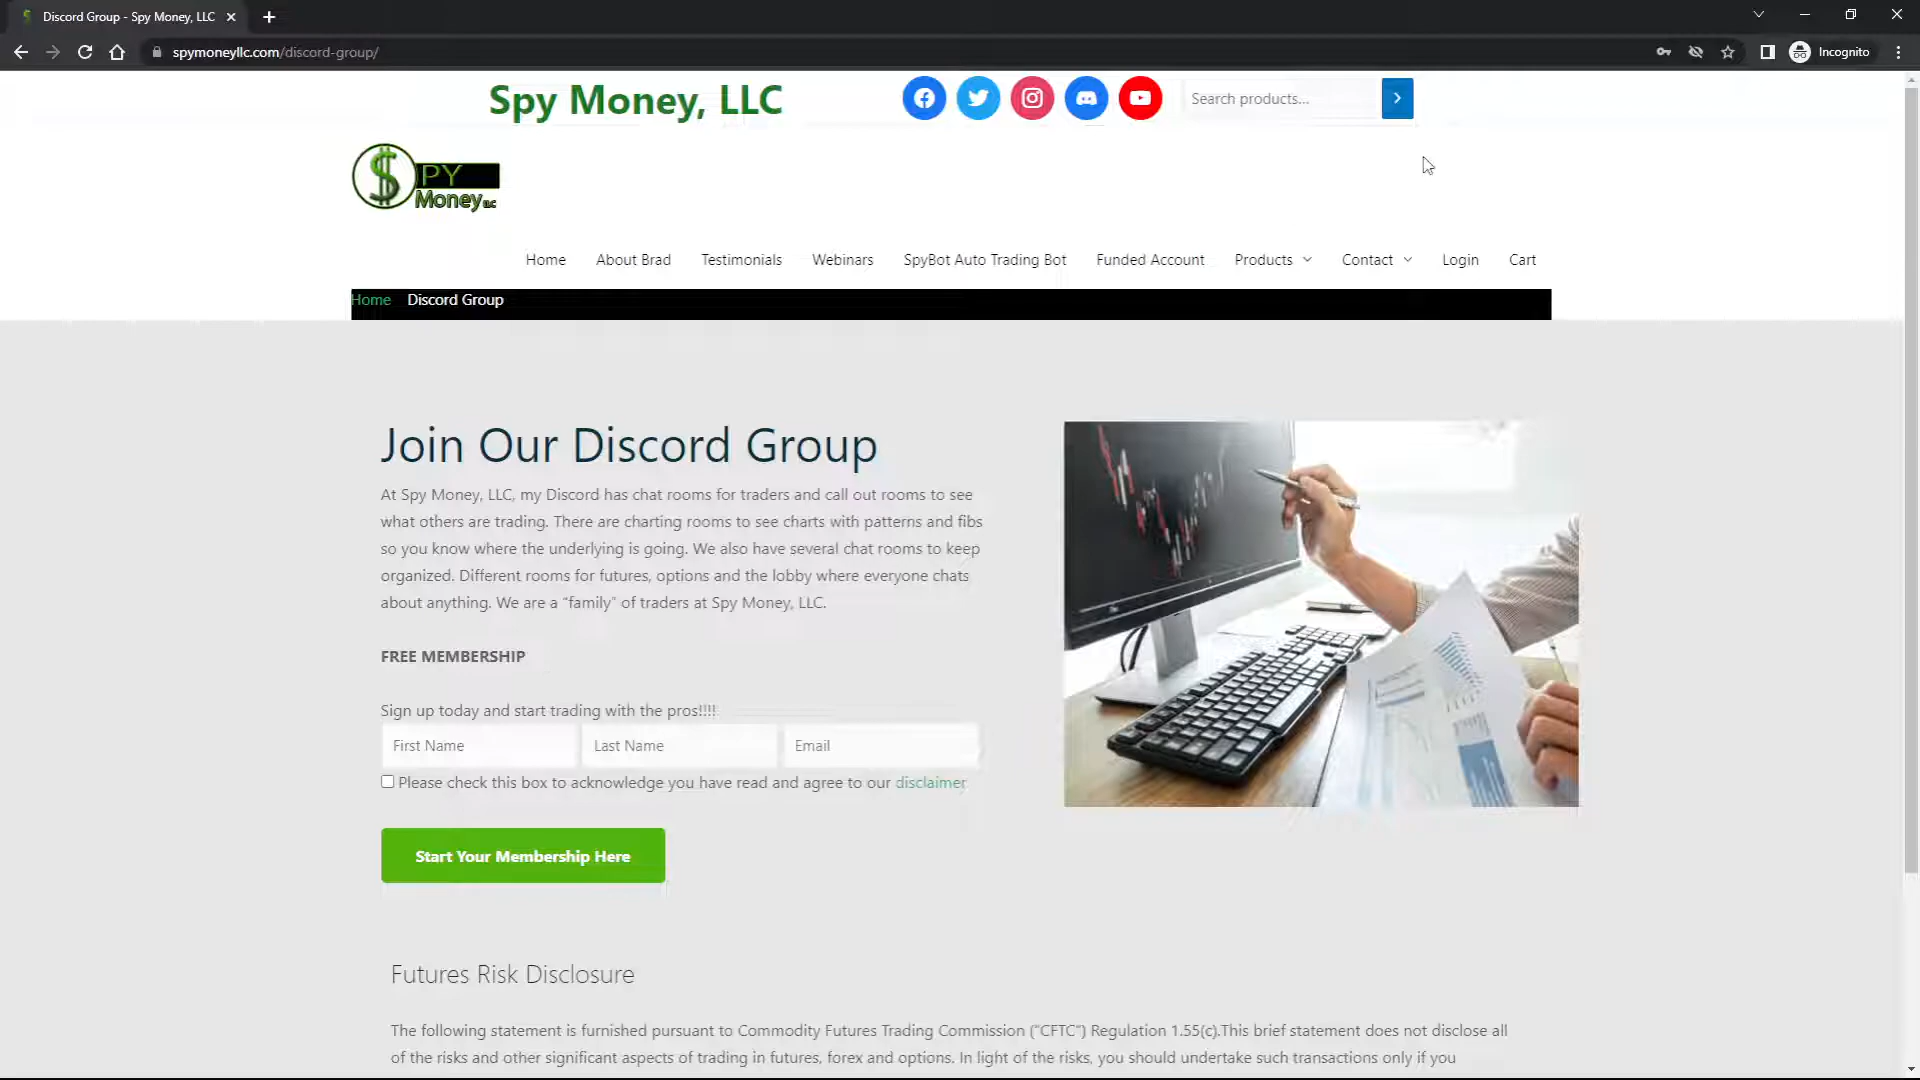 Discord Group - Spy Money, LLC
spymoneyllc.com/discord-group/
Incognito
Spy Money, LLC
Search products...
PY
Money LLC
Home About Brad Testimonials Webinars SpyBot Auto Trading Bot Funded Account Products Contact Login Cart
Home Discord Group
Join Our Discord Group
At Spy Money, LLC, my Discord has chat rooms for traders and call out rooms to see
what others are trading. There are charting rooms to see charts with patterns and fibs
so you know where the underlying is going. We also have several chat rooms to keep
organized. Different rooms for futures, options and the lobby where everyone chats
about anything. We are a “family” of traders at Spy Money, LLC.
FREE MEMBERSHIP
Sign up today and start trading with the pros!!!!
First Name Last Name Email
Please check this box to acknowledge you have read and agree to our disclaimer
Start Your Membership Here
Futures Risk Disclosure
The following statement is furnished pursuant to Commodity Futures Trading Commission (“CFTC”) Regulation 1.55(c).This brief statement does not disclose all
of the risks and other significant aspects of trading in futures, forex and options. In light of the risks, you should undertake such transactions only if you